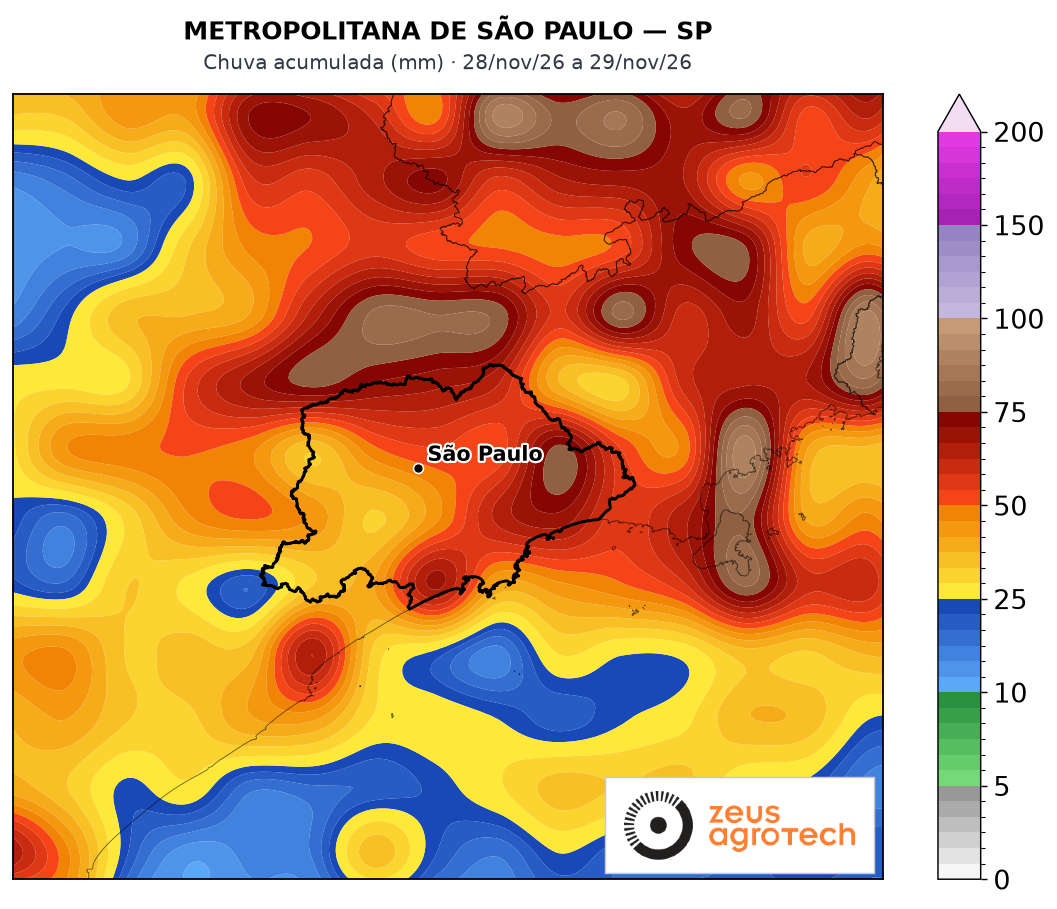 METROPOLITANA DE SÃO PAULO — SP
Chuva acumulada (mm) · 28/nov/26 a 29/nov/26
São Paulo
200
150
100
75
50
25
10
5
0
zeus
agroтech